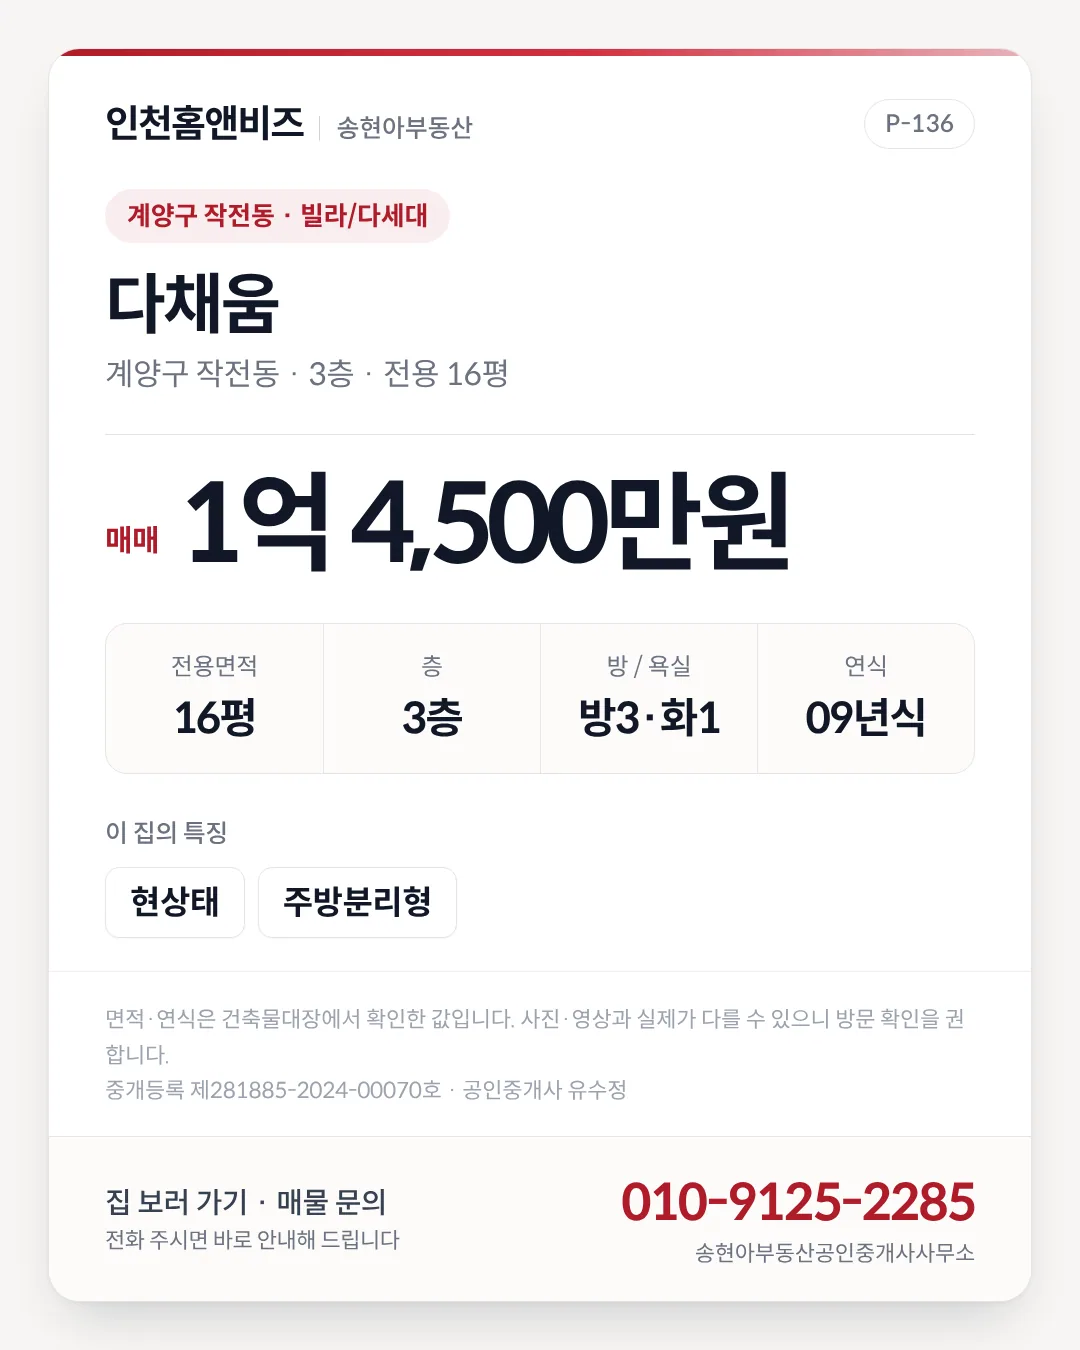 인천홈앤비즈 | 송현아부동산
P-136
계양구 작전동 · 빌라/다세대
다채움
계양구 작전동 · 3층 · 전용 16평
매매 1억 4,500만원
전용면적
16평
층
3층
방 / 욕실
방3·화1
연식
09년식
이 집의 특징
현상태
주방분리형
면적·연식은 건축물대장에서 확인한 값입니다. 사진·영상과 실제가 다를 수 있으니 방문 확인을 권
합니다.
중개등록 제281885-2024-00070호 · 공인중개사 유수정
집 보러 가기 · 매물 문의
전화 주시면 바로 안내해 드립니다
010-9125-2285
송현아부동산공인중개사사무소